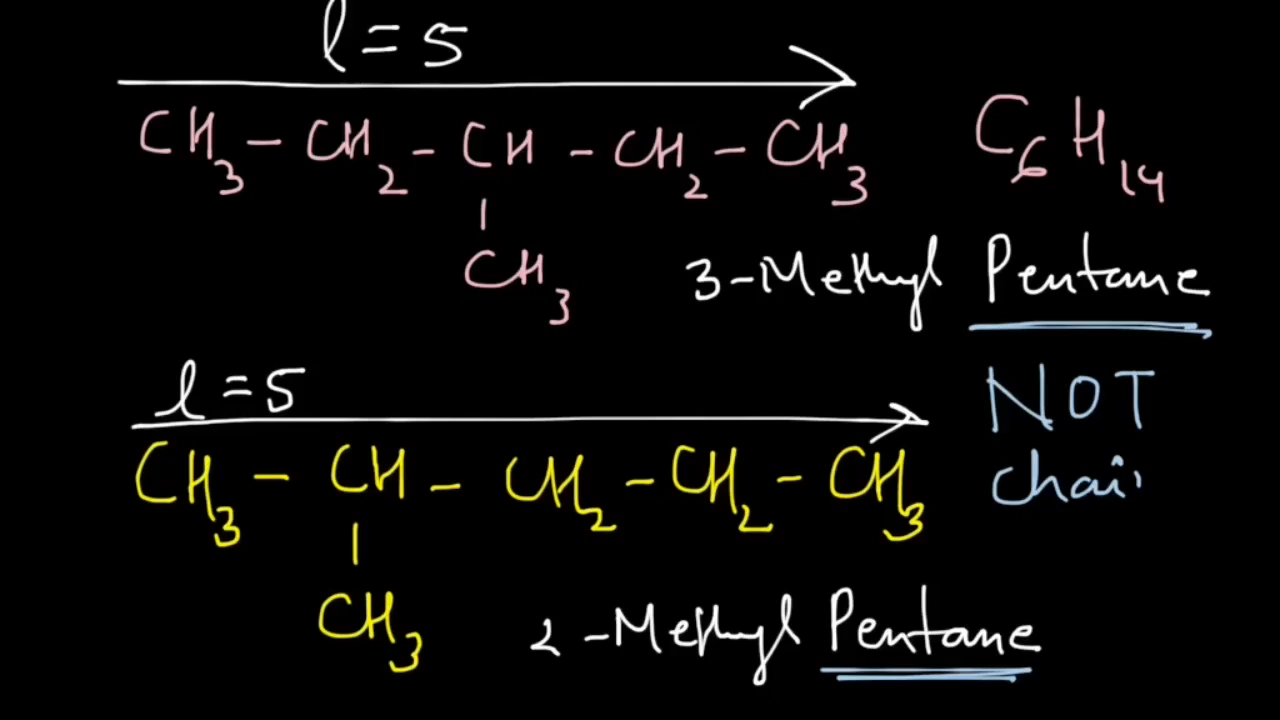 l = 5
CH3 - CH2 - CH - CH2 - CH3 C6H14
|
CH3
3-Methyl Pentane
l = 5
NOT
CH3 - CH - CH2 - CH2 - CH3
chai
|
CH3
2-Methyl Pentane